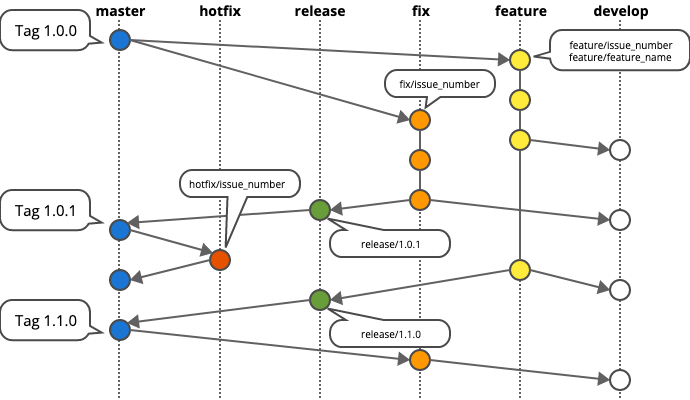 master hotfix release fix feature develop
Tag 1.0.0
feature/issue_number
feature/feature_name
fix/issue_number
hotfix/issue_number
Tag 1.0.1
release/1.0.1
Tag 1.1.0
release/1.1.0